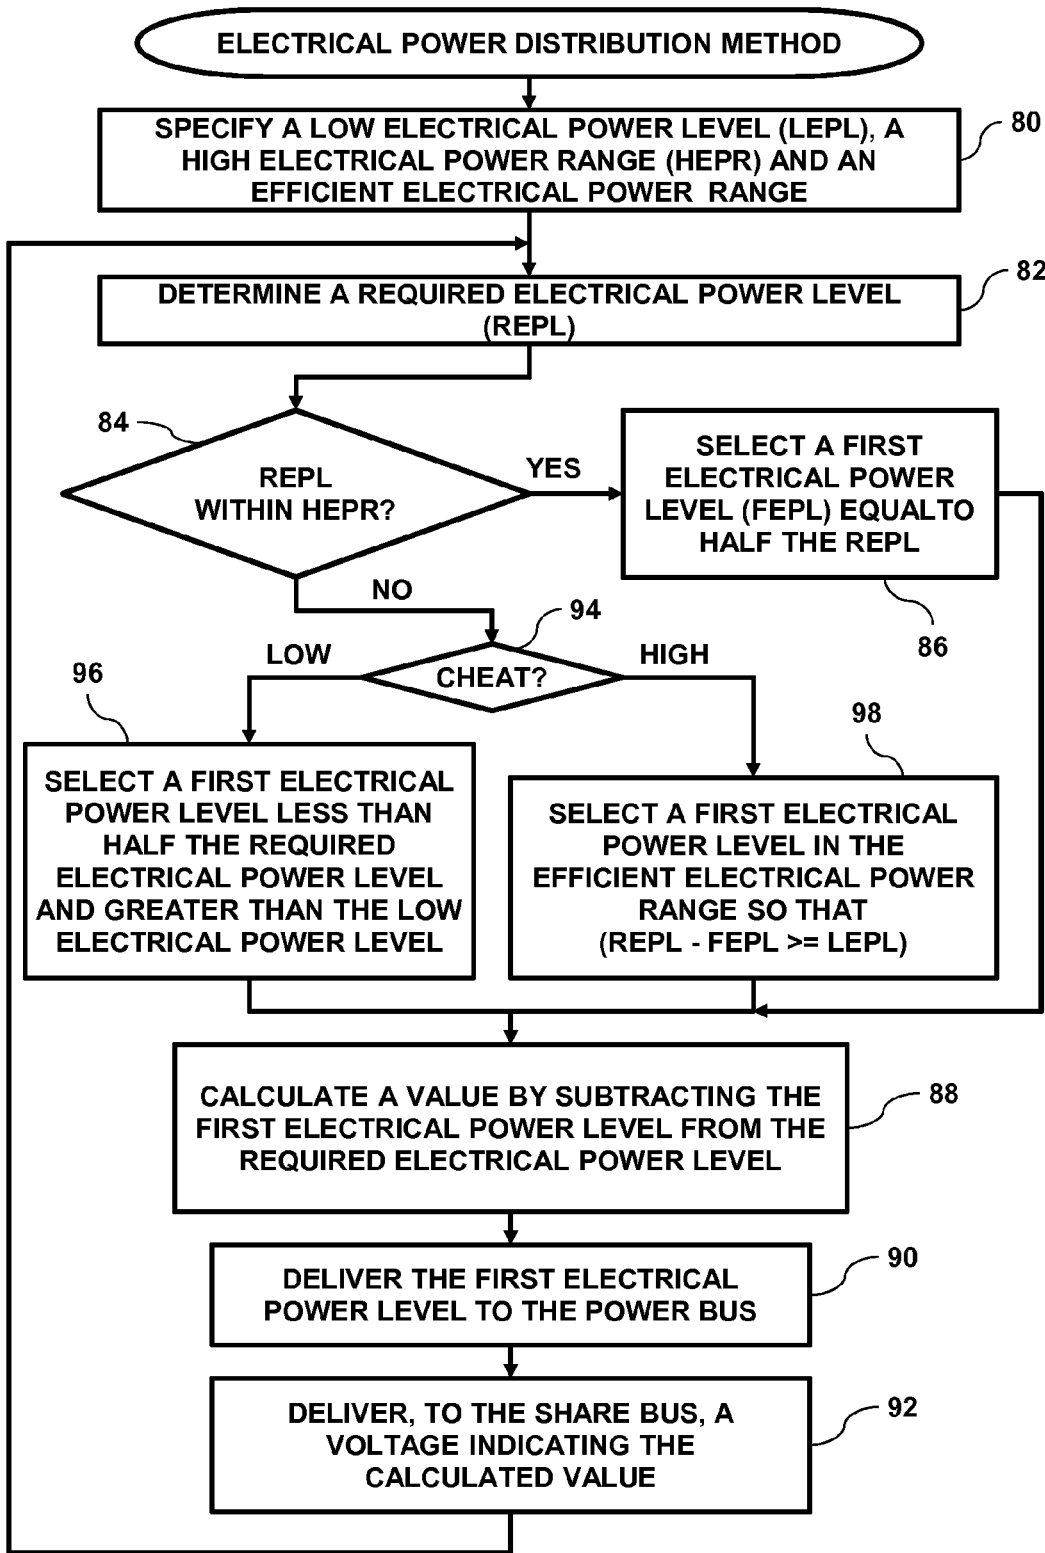 ELECTRICAL POWER DISTRIBUTION METHOD
SPECIFY A LOW ELECTRICAL POWER LEVEL (LEPL), A
HIGH ELECTRICAL POWER RANGE (HEPR) AND AN
EFFICIENT ELECTRICAL POWER RANGE
80
DETERMINE A REQUIRED ELECTRICAL POWER LEVEL
(REPL)
82
84
REPL
WITHIN HEPR?
YES
SELECT A FIRST
ELECTRICAL POWER
LEVEL (FEPL) EQUALTO
HALF THE REPL
86
NO
94
CHEAT?
LOW
HIGH
96
SELECT A FIRST ELECTRICAL
POWER LEVEL LESS THAN
HALF THE REQUIRED
ELECTRICAL POWER LEVEL
AND GREATER THAN THE LOW
ELECTRICAL POWER LEVEL
98
SELECT A FIRST ELECTRICAL
POWER LEVEL IN THE
EFFICIENT ELECTRICAL POWER
RANGE SO THAT
(REPL - FEPL >= LEPL)
CALCULATE A VALUE BY SUBTRACTING THE
FIRST ELECTRICAL POWER LEVEL FROM THE
REQUIRED ELECTRICAL POWER LEVEL
88
DELIVER THE FIRST ELECTRICAL
POWER LEVEL TO THE POWER BUS
90
DELIVER, TO THE SHARE BUS, A
VOLTAGE INDICATING THE
CALCULATED VALUE
92